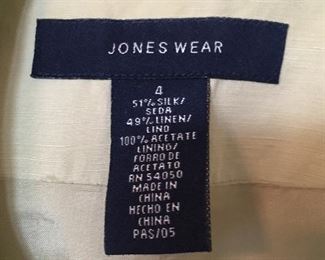 JONES WEAR
4
51% SILK/
SEDA
49% LINEN/
LINO
100% ACETATE
LINING/
FORRO DE
ACETATO
RN 54050
MADE IN
CHINA
HECHO EN
CHINA
PAS/05